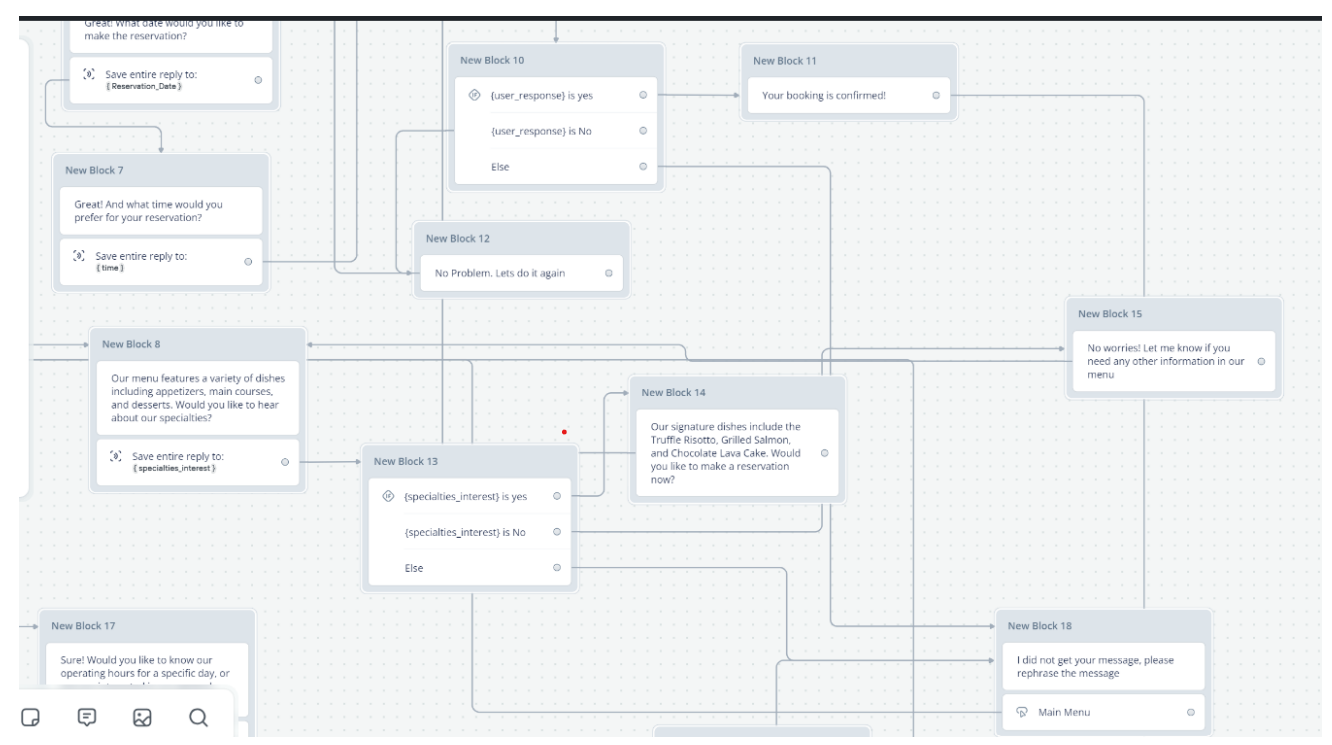 Great! What date would you like to
make the reservation?
Save entire reply to:
{Reservation_Date}
New Block 10
{user_response} is yes
{user_response} is No
Else
New Block 11
Your booking is confirmed!
New Block 7
Great! And what time would you
prefer for your reservation?
Save entire reply to:
{time}
New Block 12
No Problem. Lets do it again
New Block 15
No worries! Let me know if you
need any other information in our
menu
New Block 8
Our menu features a variety of dishes
including appetizers, main courses,
and desserts. Would you like to hear
about our specialties?
Save entire reply to:
{specialties_interest}
New Block 14
Our signature dishes include the
Truffle Risotto, Grilled Salmon,
and Chocolate Lava Cake. Would
you like to make a reservation
now?
New Block 13
{specialties_interest} is yes
{specialties_interest} is No
Else
New Block 17
Sure! Would you like to know our
operating hours for a specific day, or
New Block 18
I did not get your message, please
rephrase the message
Main Menu